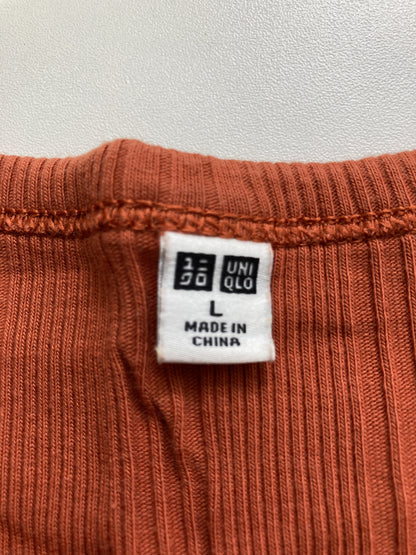 ユニ UNI
クロ QLO
L
MADE IN
CHINA